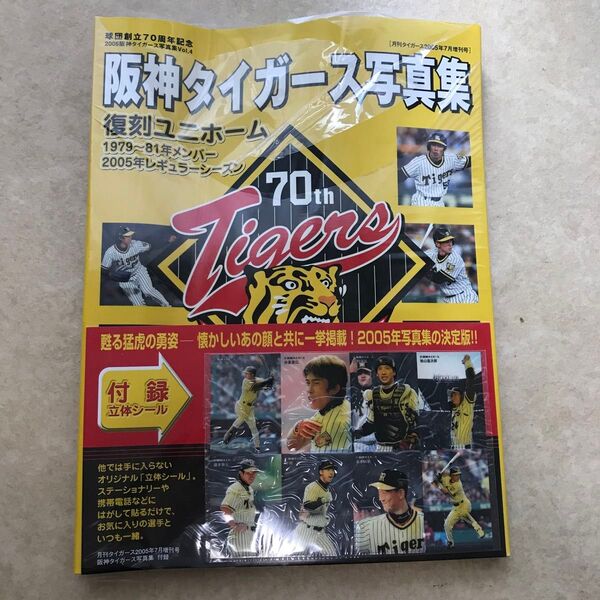 球団創立70周年記念
2005阪神タイガース写真集Vol.4
[月刊タイガース2005年7月増刊号]
阪神タイガース写真集
復刻ユニホーム
1979〜81年メンバー
2005年レギュラーシーズン
70th
Tigers
甦る猛虎の勇姿──懐かしいあの顔と共に一挙掲載！2005年写真集の決定版!!
付録
立体シール
他では手に入らない
オリジナル「立体シール」。
ステーショナリーや
携帯電話などに
はがして貼るだけで、
お気に入りの選手と
いつも一緒。
月刊タイガース2005年7月増刊号
阪神タイガース写真集 付録